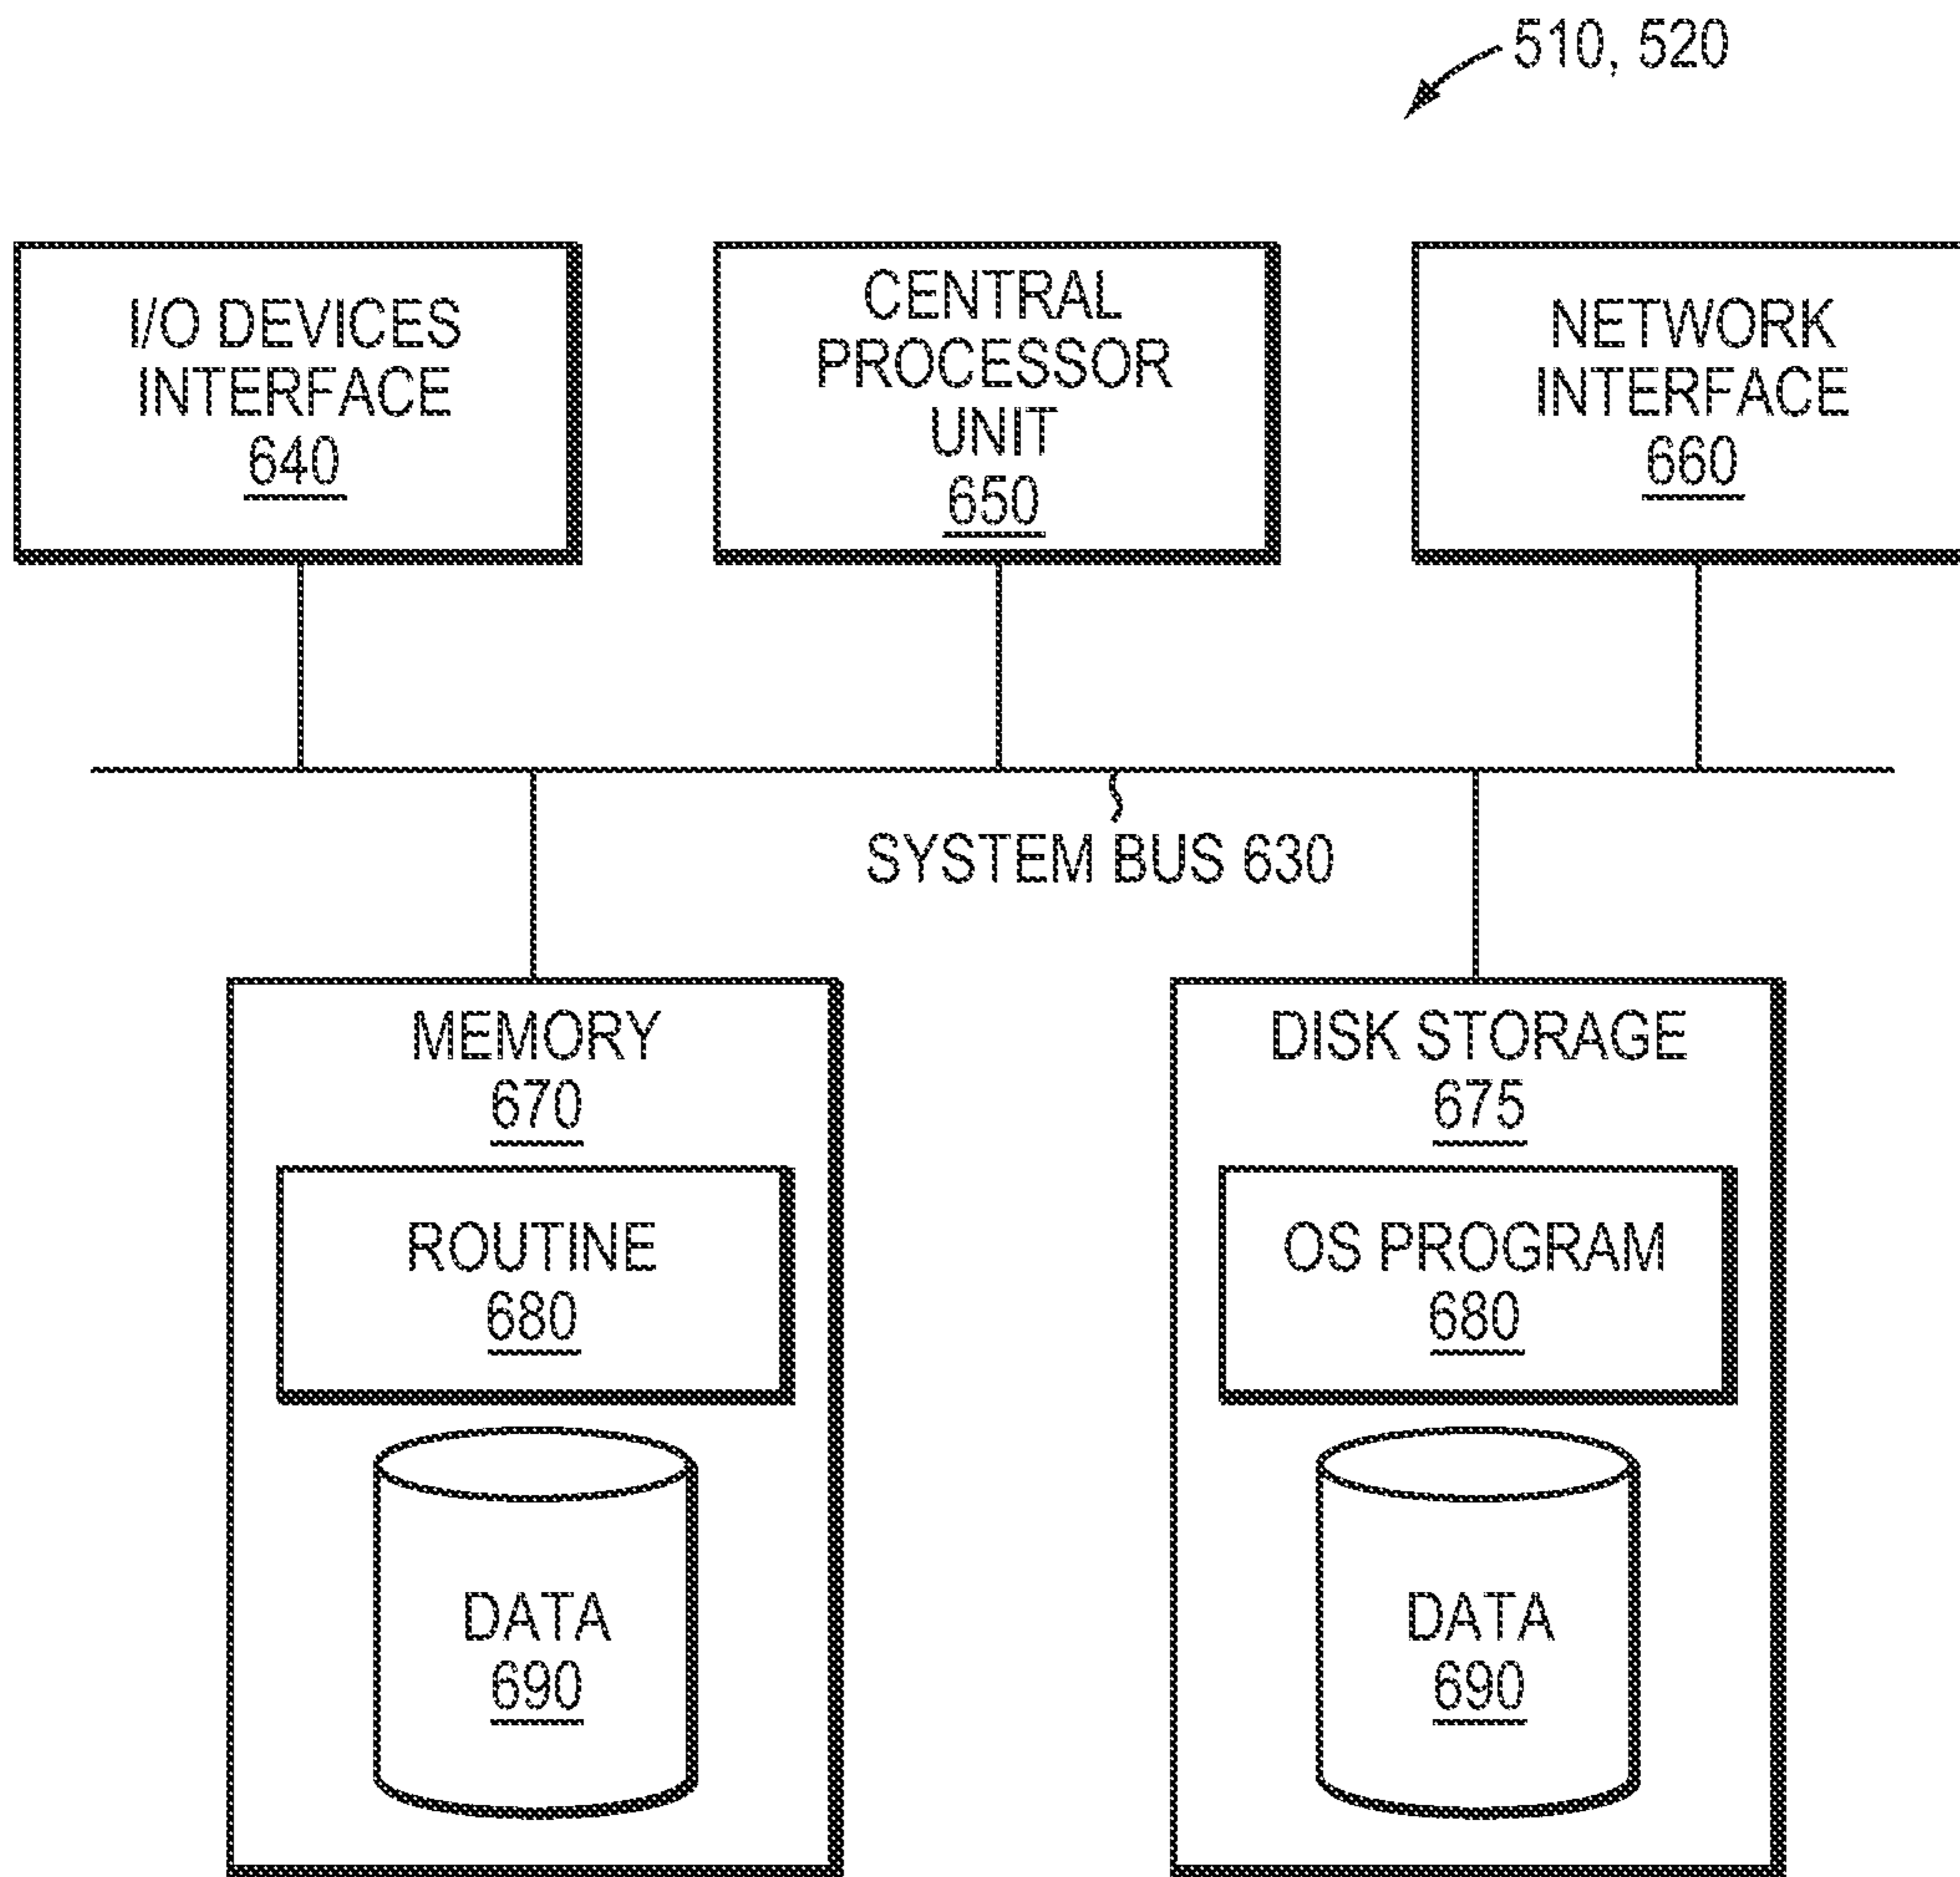 510, 520
I/O DEVICES
INTERFACE
640
CENTRAL
PROCESSOR
UNIT
650
NETWORK
INTERFACE
660
SYSTEM BUS 630
MEMORY
670
ROUTINE
680
DATA
690
DISK STORAGE
675
OS PROGRAM
680
DATA
690